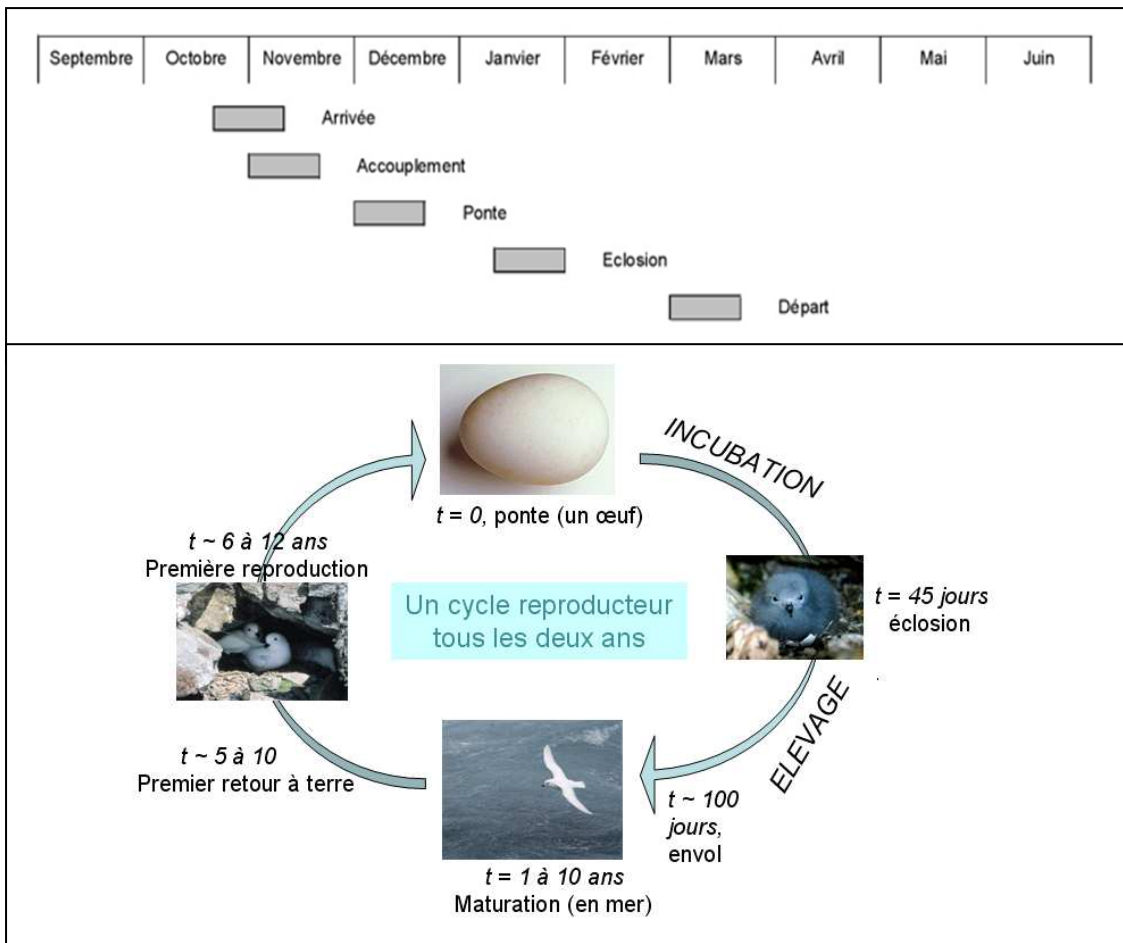 Septembre Octobre Novembre Décembre Janvier Février Mars Avril Mai Juin
Arrivée
Accouplement
Ponte
Eclosion
Départ
INCUBATION
t = 0, ponte (un œuf)
t ~ 6 à 12 ans
Première reproduction
Un cycle reproducteur
tous les deux ans
t = 45 jours
éclosion
ELEVAGE
t ~ 5 à 10
Premier retour à terre
t ~ 100
jours,
envol
t = 1 à 10 ans
Maturation (en mer)